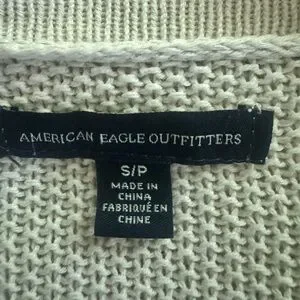 AMERICAN EAGLE OUTFITTERS
S/P
MADE IN
CHINA
FABRIQUÉ EN
CHINE